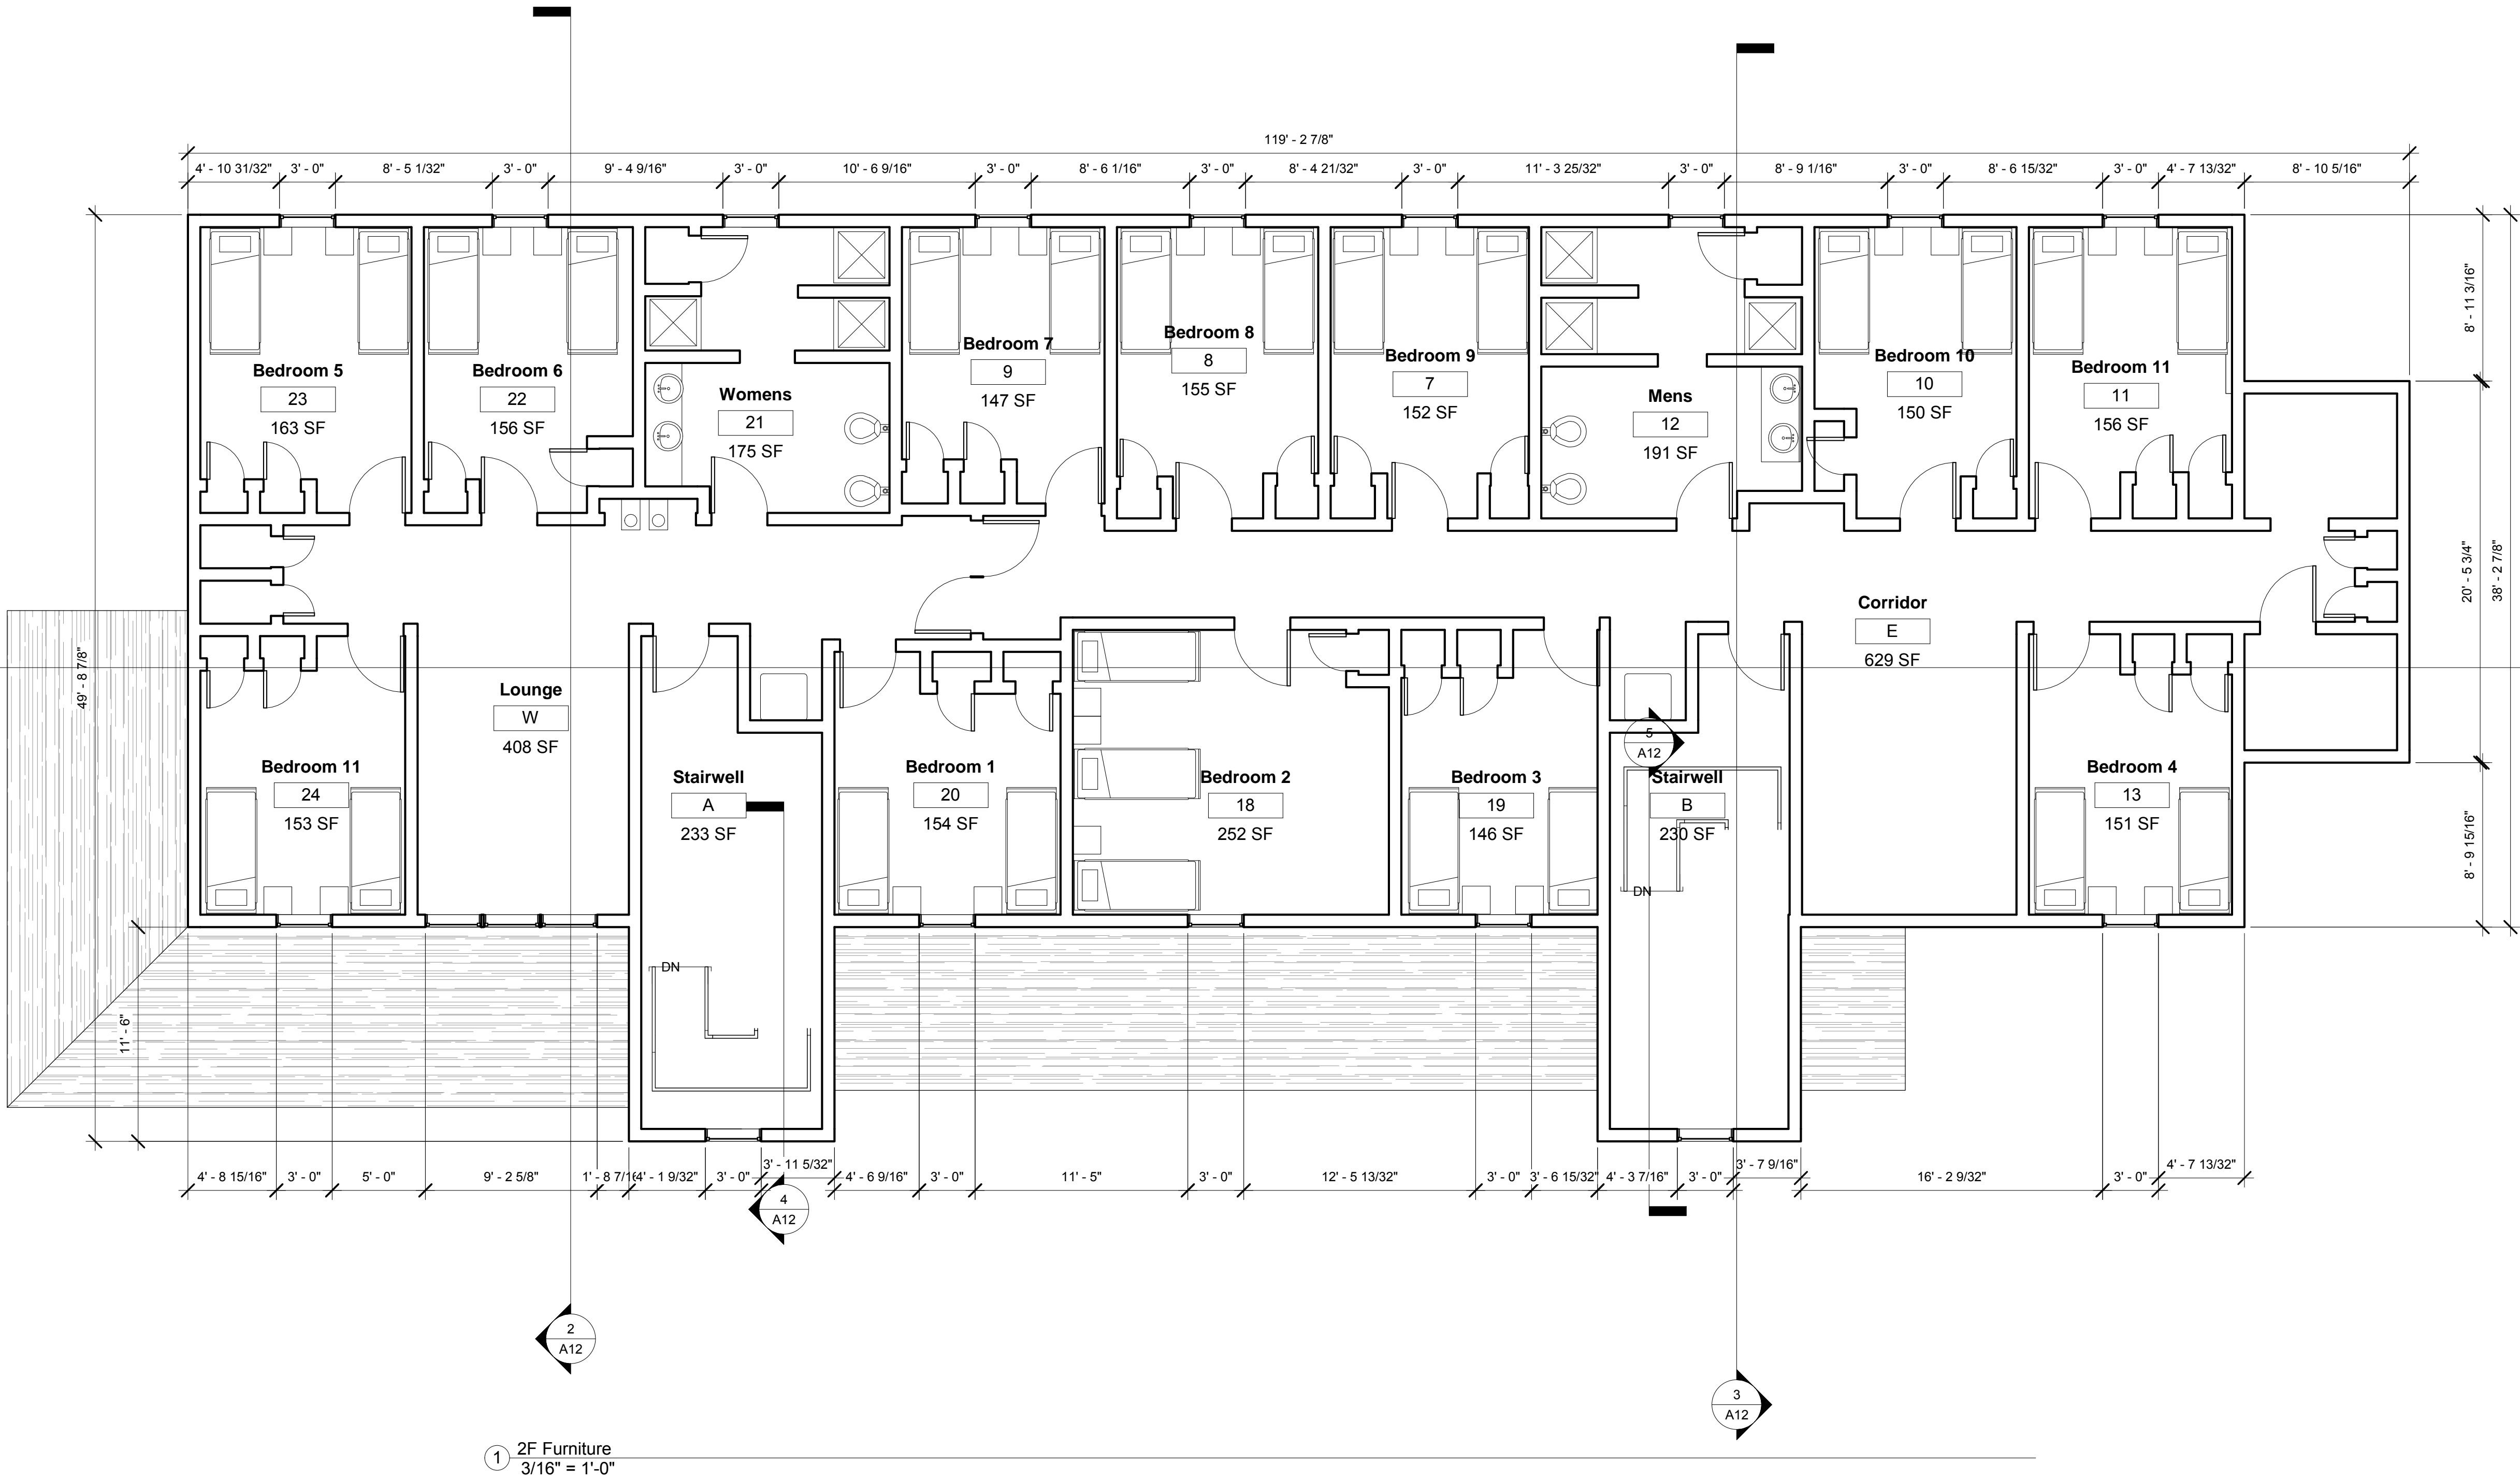 119' - 2 7/8"
4' - 10 31/32" 3' - 0" 8' - 5 1/32" 3' - 0" 9' - 4 9/16" 3' - 0" 10' - 6 9/16" 3' - 0" 8' - 6 1/16" 3' - 0" 8' - 4 21/32" 3' - 0" 11' - 3 25/32" 3' - 0" 8' - 9 1/16" 3' - 0" 8' - 6 15/32" 3' - 0" 4' - 7 13/32" 8' - 10 5/16"
Bedroom 5
23
163 SF
Bedroom 6
22
156 SF
Womens
21
175 SF
Bedroom 7
9
147 SF
Bedroom 8
8
155 SF
Bedroom 9
7
152 SF
Mens
12
191 SF
Bedroom 10
10
150 SF
Bedroom 11
11
156 SF
8' - 11 3/16"
20' - 5 3/4"
38' - 2 7/8"
8' - 9 15/16"
49' - 8 7/8"
11' - 6"
Corridor
E
629 SF
Lounge
W
408 SF
Bedroom 11
24
153 SF
Stairwell
A
233 SF
DN
Bedroom 1
20
154 SF
Bedroom 2
18
252 SF
Bedroom 3
19
146 SF
5
A12
Stairwell
B
230 SF
DN
Bedroom 4
13
151 SF
4' - 8 15/16" 3' - 0" 5' - 0" 9' - 2 5/8" 1' - 8 7/16 4' - 1 9/32" 3' - 0" 3' - 11 5/32" 4' - 6 9/16" 3' - 0" 11' - 5" 3' - 0" 12' - 5 13/32" 3' - 0" 3' - 6 15/32" 4' - 3 7/16" 3' - 0" 3' - 7 9/16" 16' - 2 9/32" 3' - 0" 4' - 7 13/32"
4
A12
2
A12
3
A12
1
2F Furniture
3/16" = 1'-0"